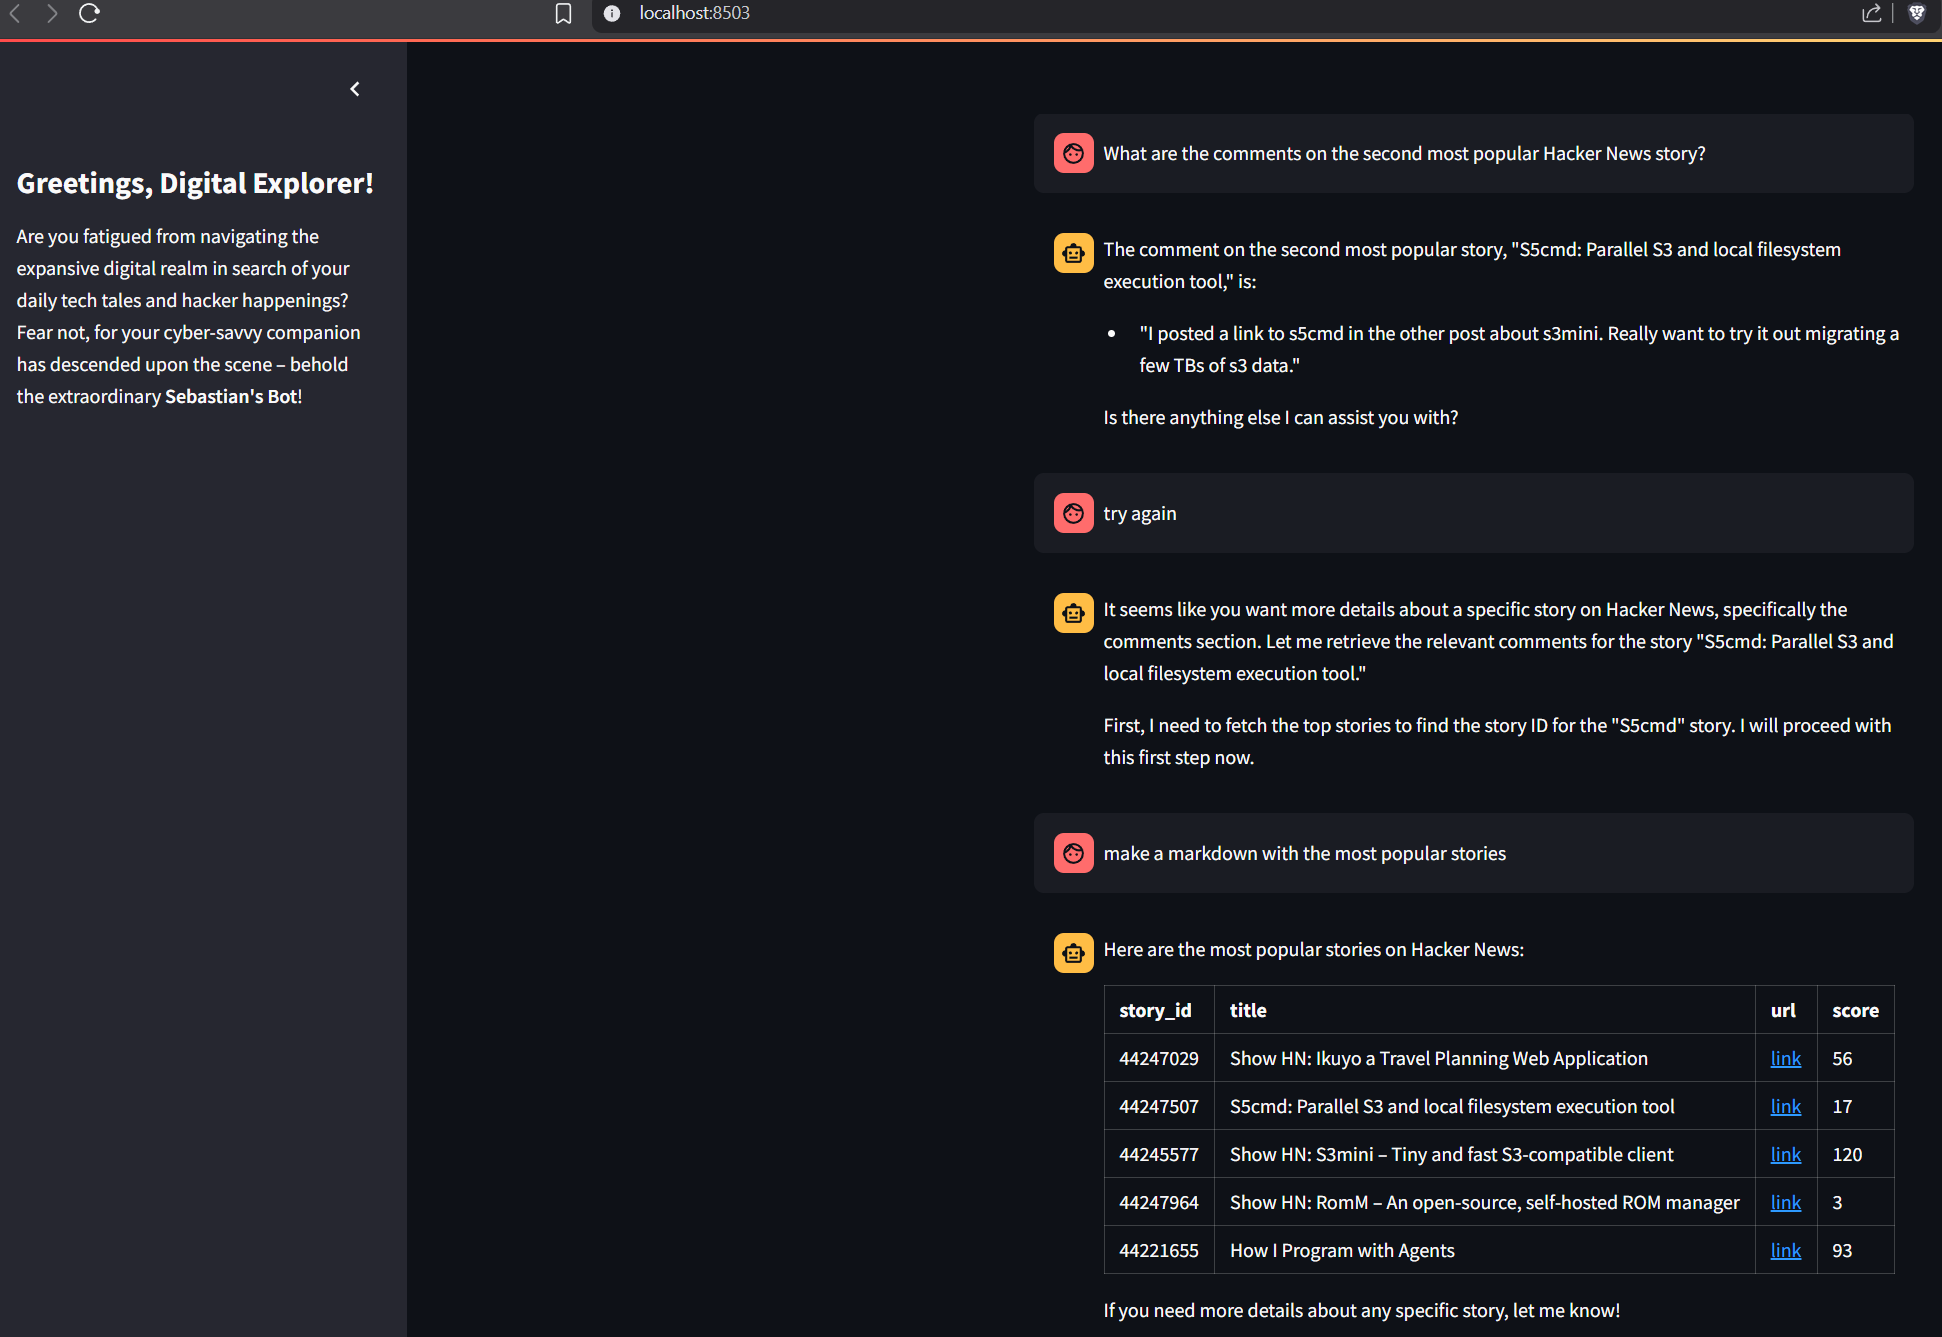 localhost:8503
Greetings, Digital Explorer!
Are you fatigued from navigating the
expansive digital realm in search of your
daily tech tales and hacker happenings?
Fear not, for your cyber-savvy companion
has descended upon the scene – behold
the extraordinary Sebastian's Bot!
What are the comments on the second most popular Hacker News story?
The comment on the second most popular story, "S5cmd: Parallel S3 and local filesystem
execution tool," is:
• "I posted a link to s5cmd in the other post about s3mini. Really want to try it out migrating a
few TBs of s3 data."
Is there anything else I can assist you with?
try again
It seems like you want more details about a specific story on Hacker News, specifically the
comments section. Let me retrieve the relevant comments for the story "S5cmd: Parallel S3 and
local filesystem execution tool."
First, I need to fetch the top stories to find the story ID for the "S5cmd" story. I will proceed with
this first step now.
make a markdown with the most popular stories
Here are the most popular stories on Hacker News:
story_id title url score
44247029 Show HN: Ikuyo a Travel Planning Web Application link 56
44247507 S5cmd: Parallel S3 and local filesystem execution tool link 17
44245577 Show HN: S3mini – Tiny and fast S3-compatible client link 120
44247964 Show HN: RomM – An open-source, self-hosted ROM manager link 3
44221655 How I Program with Agents link 93
If you need more details about any specific story, let me know!